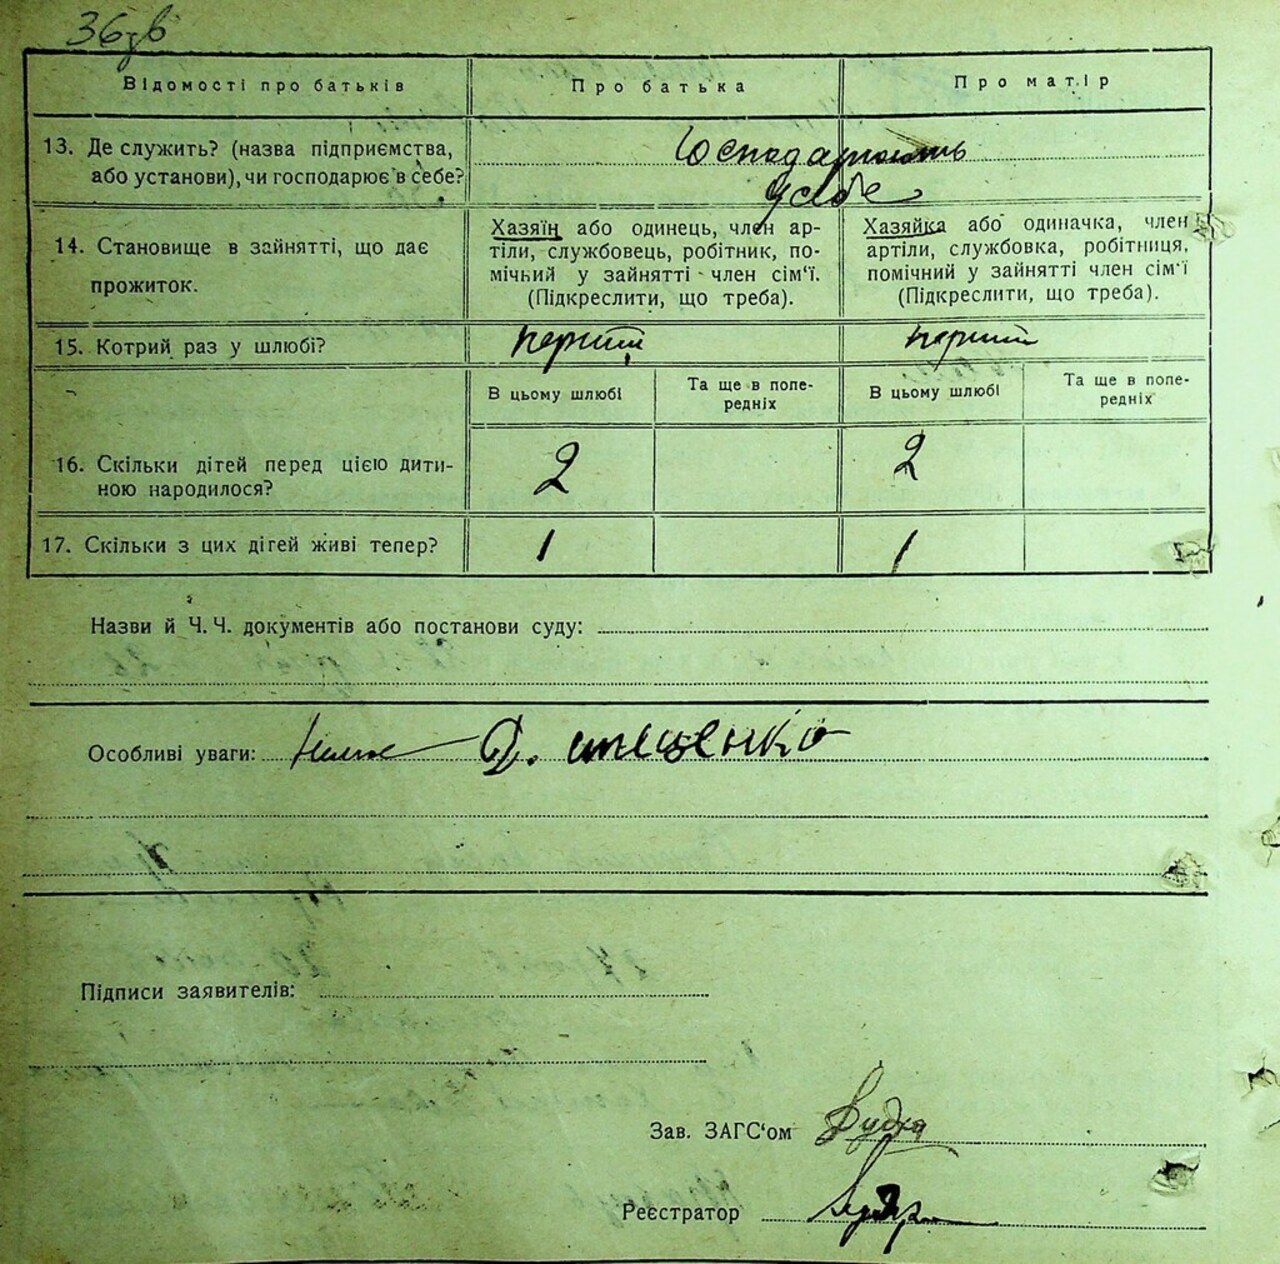 36зв
Відомості про батьків
Про батька
Про матір
13. Де служить? (назва підприємства,
або установи), чи господарює в себе?
Господарюють
у себе
14. Становище в зайнятті, що дає
прожиток.
Хазяїн або одинець, член ар-
тіли, службовець, робітник, по-
мічний у зайнятті член сім'ї.
(Підкреслити, що треба).
Хазяйка або одиначка, член
артіли, службовка, робітниця,
помічний у зайнятті член сім'ї
(Підкреслити, що треба).
15. Котрий раз у шлюбі?
перший
перший
В цьому шлюбі
Та ще в попе-
редніх
В цьому шлюбі
Та ще в попе-
редніх
16. Скільки дітей перед цією дити-
ною народилося?
2
2
17. Скільки з цих дітей живі тепер?
1
1
Назви й Ч. Ч. документів або постанови суду:
Особливі уваги:
Підписи заявителів:
Зав. ЗАГС'ом
Реєстратор